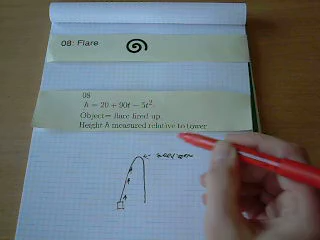 08: Flare
08
h = 20 + 90t − 5t².
Object= flare fired up.
Height h measured relative to tower